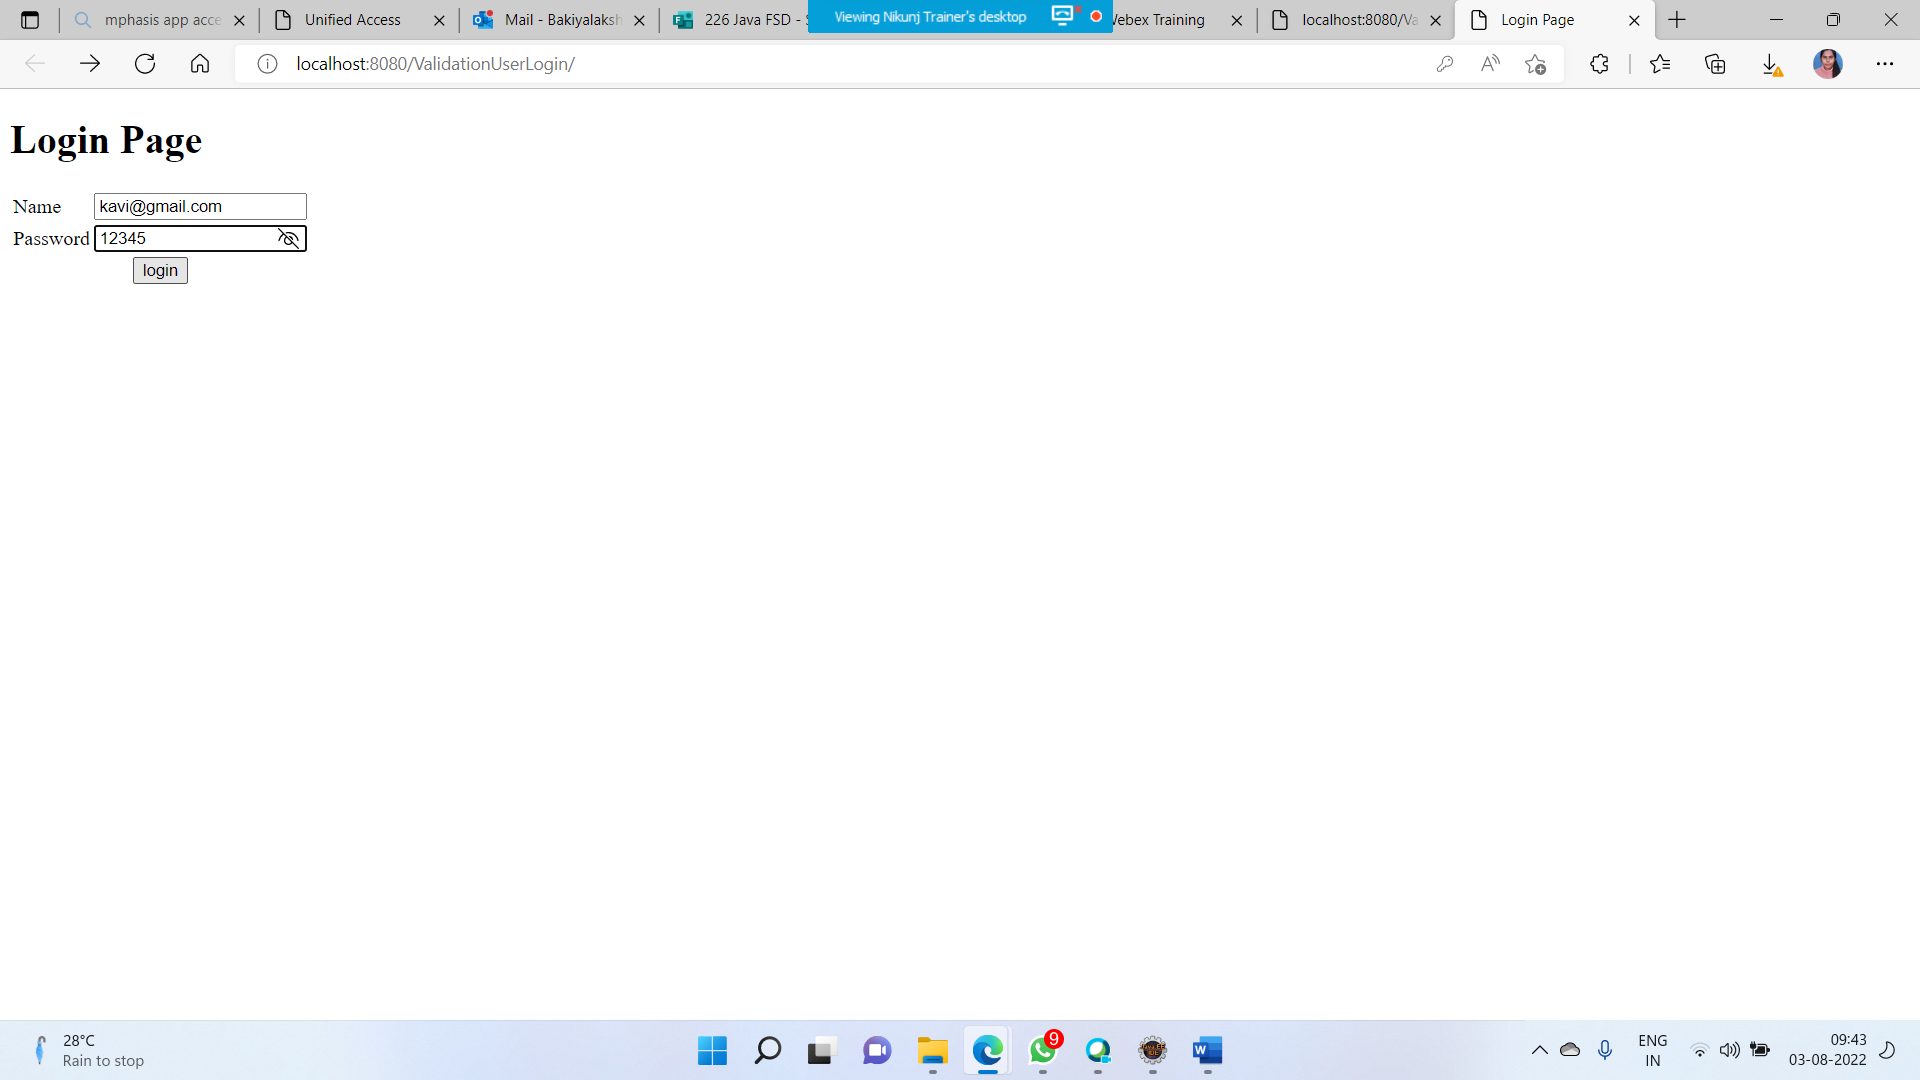 mphasis app acce
Unified Access
Mail - Bakiyalaksh
226 Java FSD - S
Viewing Nikunj Trainer's desktop
Webex Training
localhost:8080/Va
Login Page
localhost:8080/ValidationUserLogin/
Login Page
Name kavi@gmail.com
Password 12345
login
28°C
Rain to stop
9
ENG
IN
09:43
03-08-2022